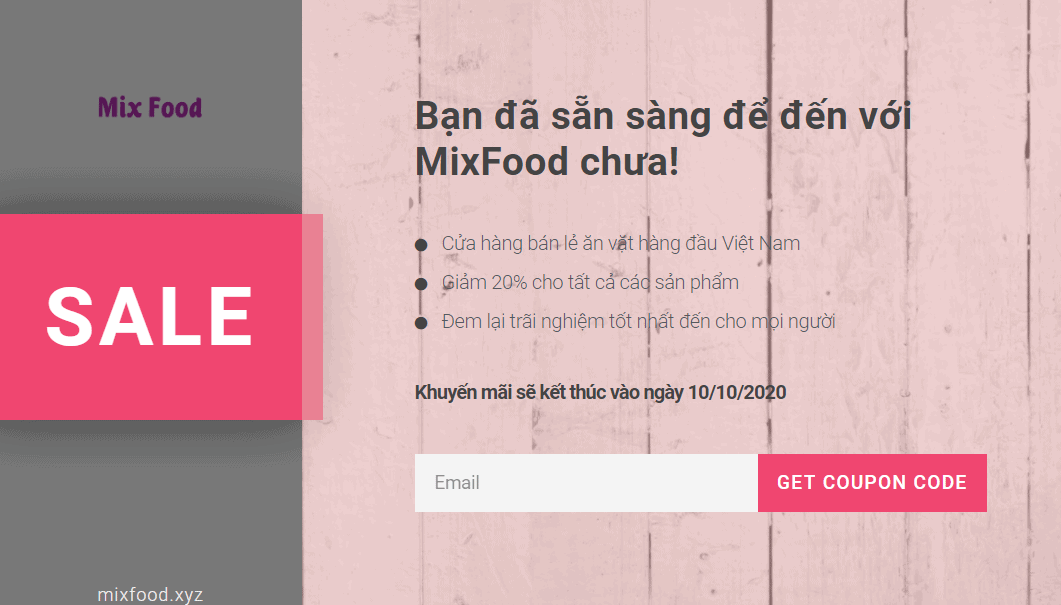 Mix Food
SALE
mixfood.xyz
Bạn đã sẵn sàng để đến với
MixFood chưa!
Cửa hàng bán lẻ ăn vặt hàng đầu Việt Nam
Giảm 20% cho tất cả các sản phẩm
Đem lại trãi nghiệm tốt nhất đến cho mọi người
Khuyến mãi sẽ kết thúc vào ngày 10/10/2020
Email
GET COUPON CODE